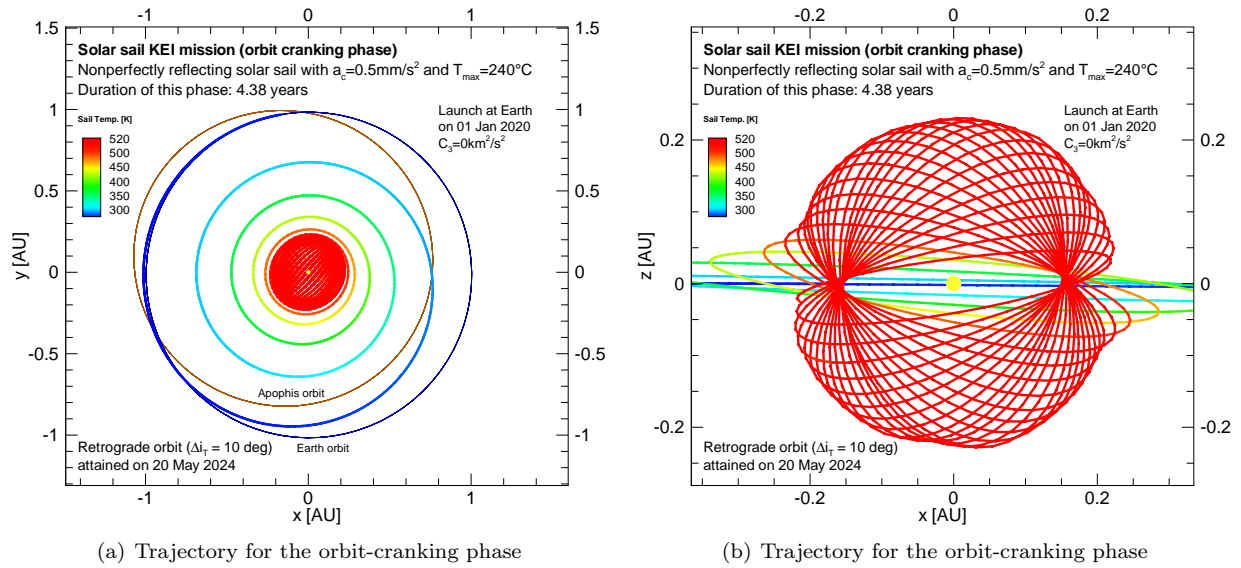 Solar sail KEI mission (orbit cranking phase)
Nonperfectly reflecting solar sail with a_c=0.5mm/s² and T_max=240°C
Duration of this phase: 4.38 years
Launch at Earth
on 01 Jan 2020
C₃=0km²/s²
Sail Temp. [K]
520
500
450
400
350
300
Apophis orbit
Earth orbit
Retrograde orbit (Δi_T = 10 deg)
attained on 20 May 2024
-1 0 1
1.5
1
0.5
0
-0.5
-1
y [AU]
1.5
1
0.5
0
-0.5
-1
-1 0 1
x [AU]
(a) Trajectory for the orbit-cranking phase
-0.2 0 0.2
Solar sail KEI mission (orbit cranking phase)
Nonperfectly reflecting solar sail with a_c=0.5mm/s² and T_max=240°C
Duration of this phase: 4.38 years
Launch at Earth
on 01 Jan 2020
C₃=0km²/s²
Sail Temp. [K]
520
500
450
400
350
300
Retrograde orbit (Δi_T = 10 deg)
attained on 20 May 2024
0.2
0
-0.2
z [AU]
0.2
0
-0.2
-0.2 0 0.2
x [AU]
(b) Trajectory for the orbit-cranking phase